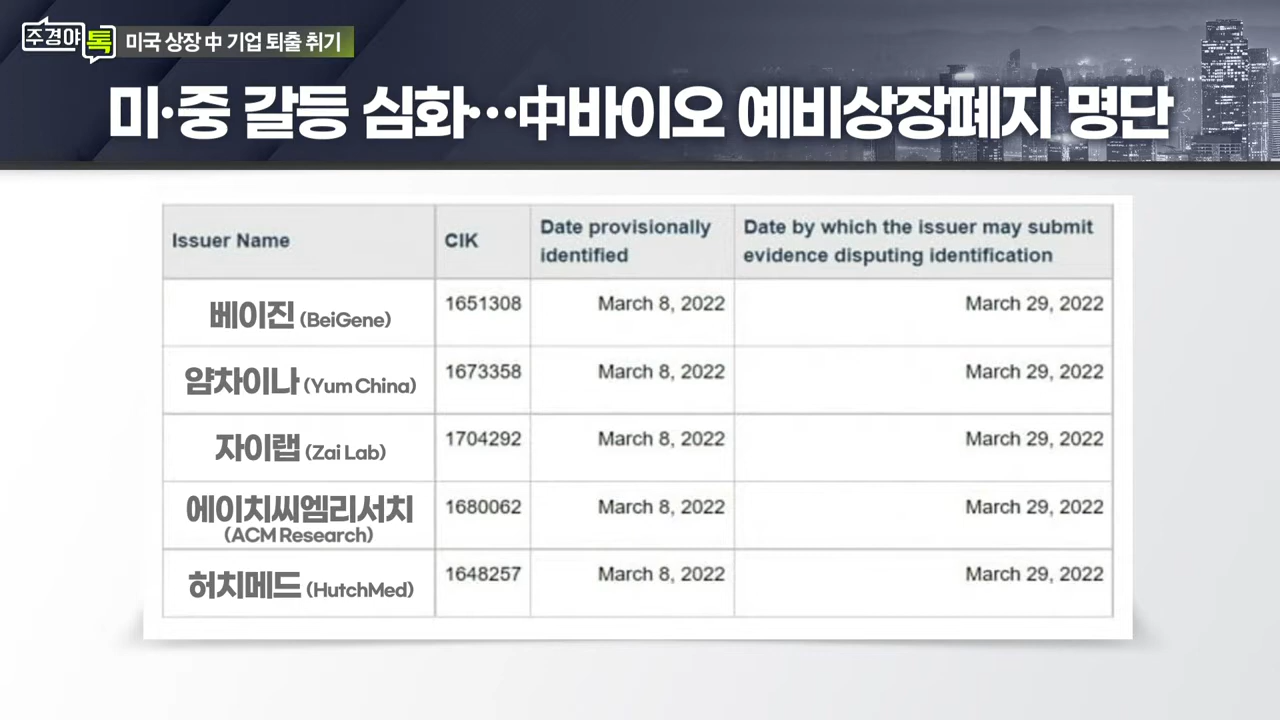 주경야톡 미국 상장 中 기업 퇴출 취기
미·중 갈등 심화…中바이오 예비상장폐지 명단
Issuer Name
CIK
Date provisionally
identified
Date by which the issuer may submit
evidence disputing identification
베이진 (BeiGene) 1651308 March 8, 2022 March 29, 2022
얌차이나 (Yum China) 1673358 March 8, 2022 March 29, 2022
자이랩 (Zai Lab) 1704292 March 8, 2022 March 29, 2022
에이치씨엠리서치
(ACM Research)
1680062 March 8, 2022 March 29, 2022
허치메드 (HutchMed) 1648257 March 8, 2022 March 29, 2022